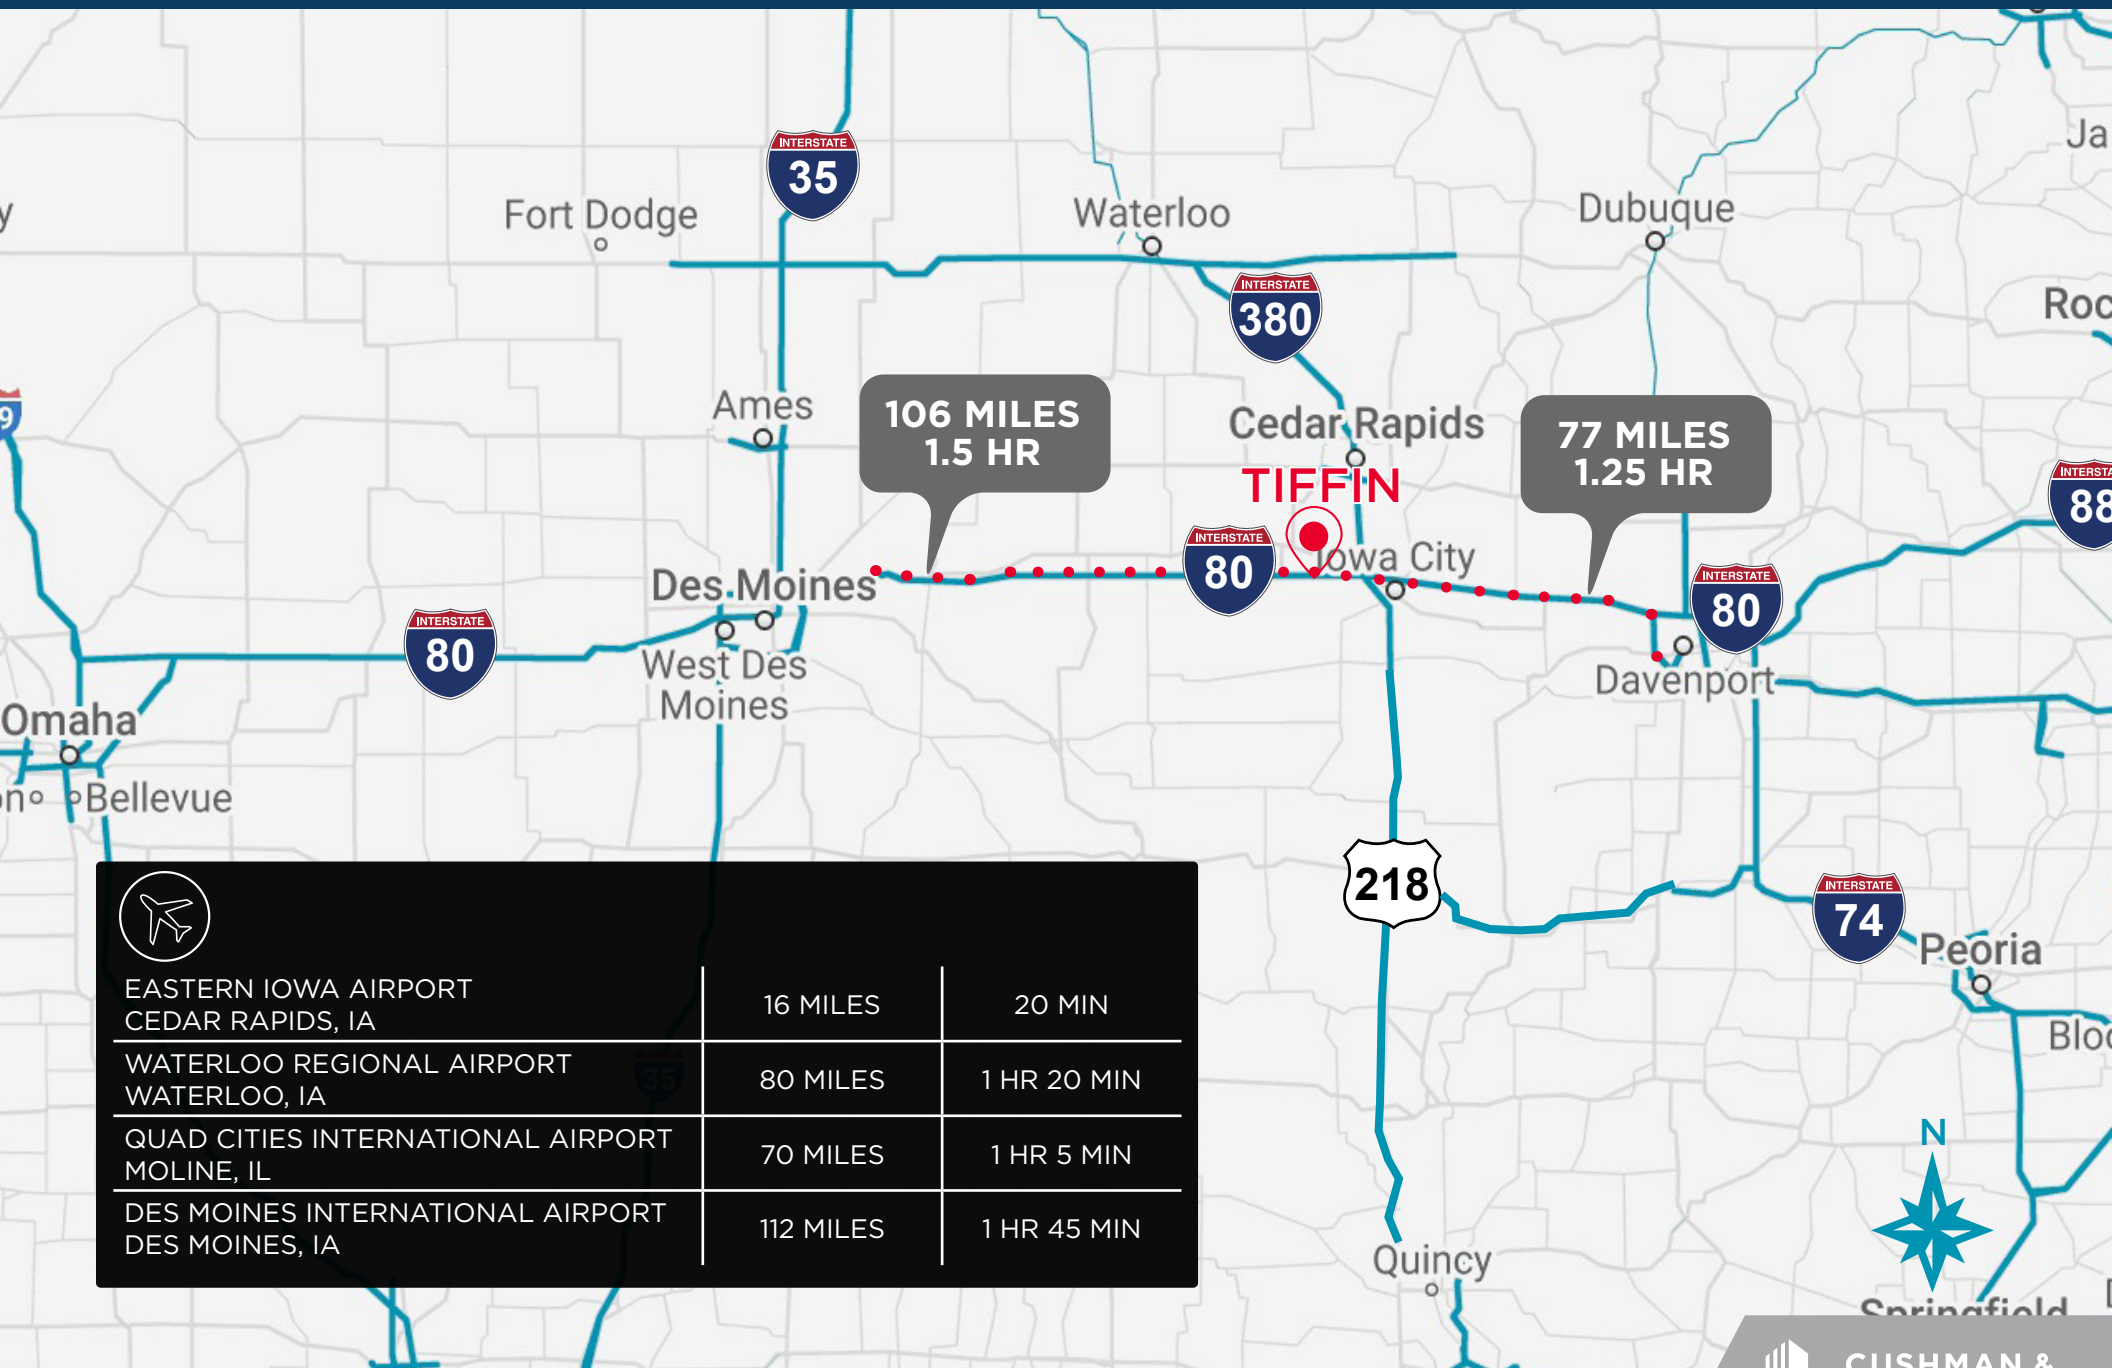 INTERSTATE
35
Fort Dodge
Waterloo
Dubuque
INTERSTATE
380
Ames
106 MILES
1.5 HR
Cedar Rapids
77 MILES
1.25 HR
TIFFIN
88
INTERSTATE
80
Iowa City
Des Moines
INTERSTATE
80
INTERSTATE
80
West Des
Moines
Davenport
Omaha
Bellevue
218
INTERSTATE
74
Peoria
EASTERN IOWA AIRPORT
CEDAR RAPIDS, IA
16 MILES
20 MIN
WATERLOO REGIONAL AIRPORT
WATERLOO, IA
80 MILES
1 HR 20 MIN
35
QUAD CITIES INTERNATIONAL AIRPORT
MOLINE, IL
70 MILES
1 HR 5 MIN
DES MOINES INTERNATIONAL AIRPORT
DES MOINES, IA
112 MILES
1 HR 45 MIN
N
Quincy
Springfield
CUSHMAN &